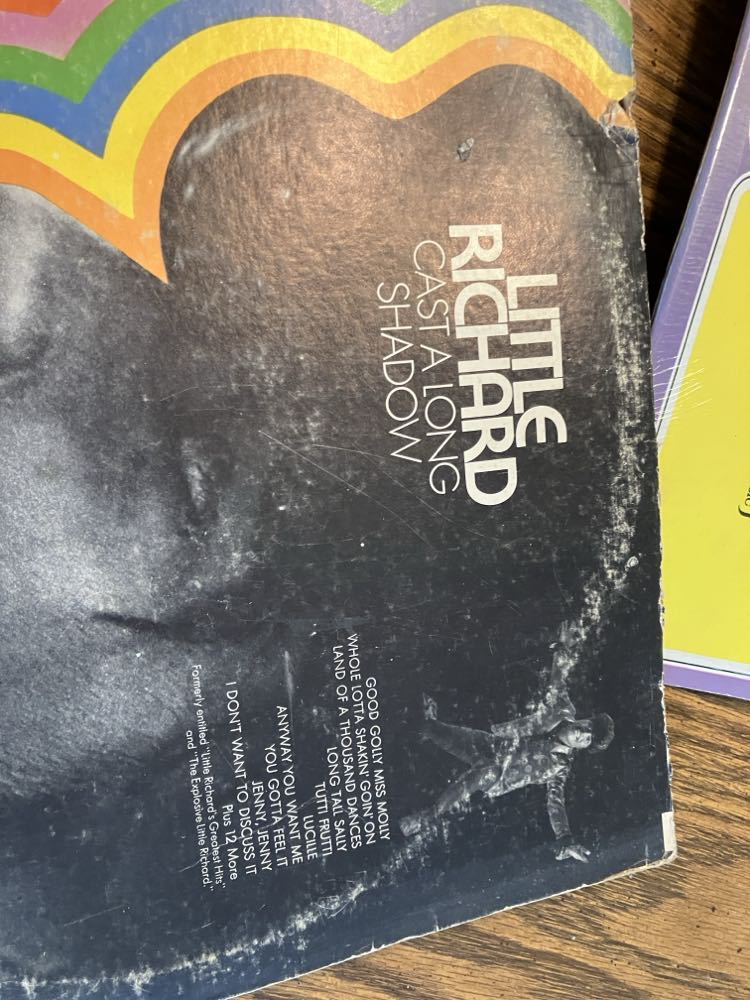 LITTLE
RICHARD
CAST A LONG
SHADOW
GOOD GOLLY MISS MOLLY
WHOLE LOTTA SHAKIN' GOIN' ON
LAND OF A THOUSAND DANCES
LONG TALL SALLY
TUTTI FRUTTI
LUCILLE
ANYWAY YOU WANT ME
YOU GOTTA FEEL IT
JENNY, JENNY
I DON'T WANT TO DISCUSS IT
Plus 12 More
Formerly entitled "Little Richard's Greatest Hits"
and "The Explosive Little Richard."